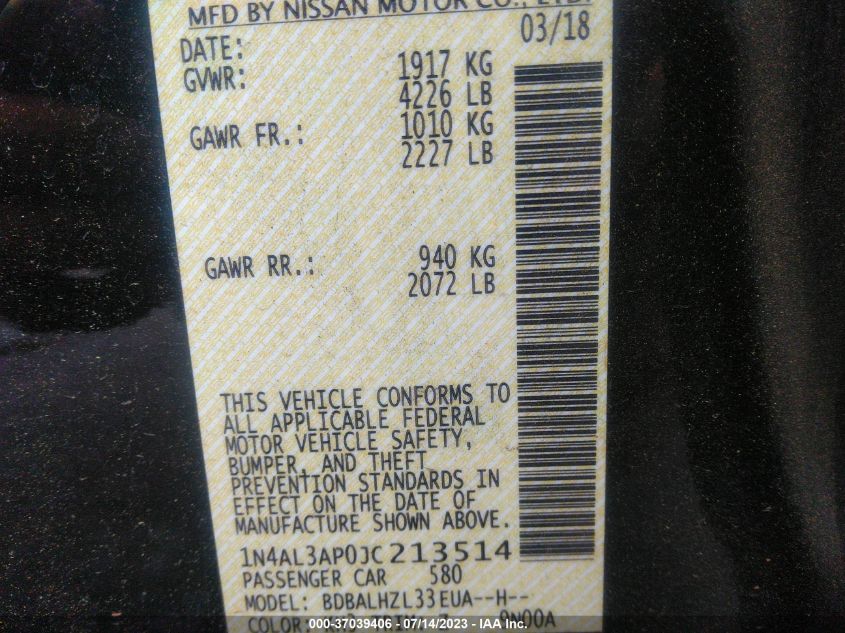 MFD BY NISSAN MOTOR CO., LTD.
DATE: 03/18
GVWR: 1917 KG
4226 LB
GAWR FR.: 1010 KG
2227 LB
GAWR RR.: 940 KG
2072 LB
THIS VEHICLE CONFORMS TO
ALL APPLICABLE FEDERAL
MOTOR VEHICLE SAFETY,
BUMPER, AND THEFT
PREVENTION STANDARDS IN
EFFECT ON THE DATE OF
MANUFACTURE SHOWN ABOVE.
1N4AL3AP0JC213514
PASSENGER CAR 580
MODEL: BDBALHZL33EUA--H--
COLOR:
000-37039406 - 07/14/2023 - IAA Inc.